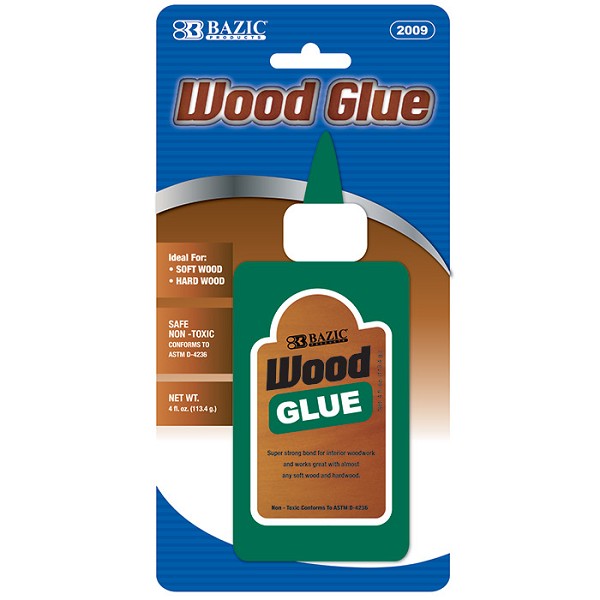 BAZIC
PRODUCTS
2009
Wood Glue
Ideal For:
• SOFT WOOD
• HARD WOOD
SAFE
NON -TOXIC
CONFORMS TO
ASTM D-4236
NET WT.
4 fl. oz. (113.4 g.)
BAZIC
PRODUCTS
Wood
GLUE
Super strong bond for interior woodwork
and works great with almost
any soft wood and hardwood.
Non - Toxic Conforms To ASTM D-4236